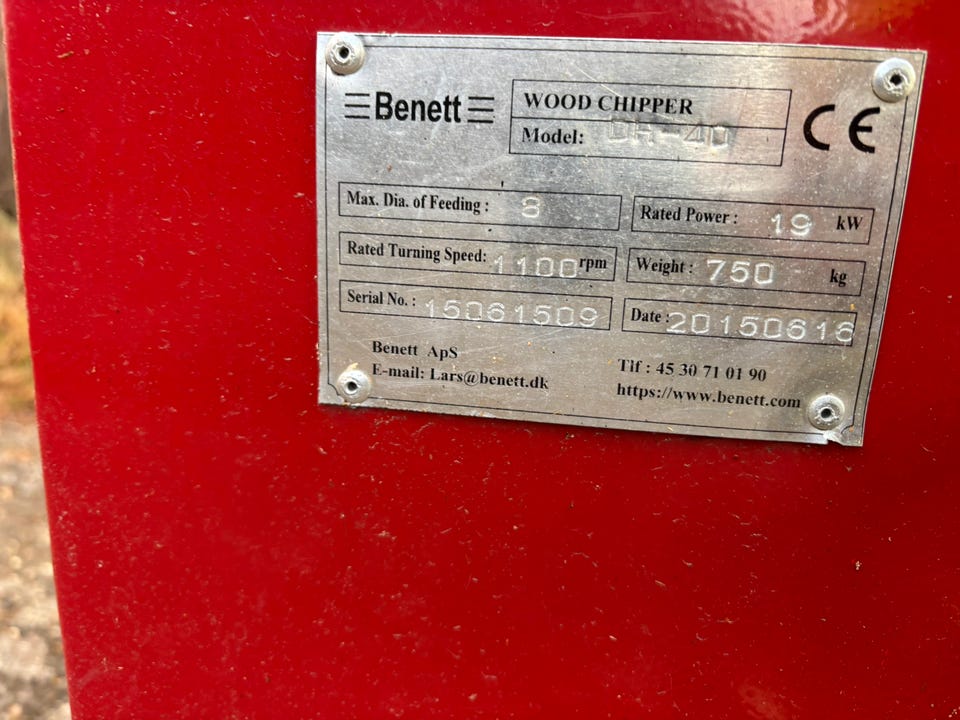 Benett
WOOD CHIPPER
Model: DH-40
CE
Max. Dia. of Feeding : 8
Rated Power : 19 kW
Rated Turning Speed: 1100 rpm
Weight : 750 kg
Serial No. : 15061509
Date : 20150616
Benett ApS
E-mail: Lars@benett.dk
Tlf : 45 30 71 01 90
https://www.benett.com